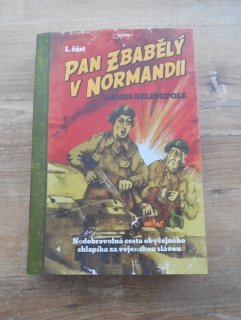 1. část
PAN ZBABĚLÝ
V NORMANDII
JAMES DELINGPOLE
Nedobrovolná cesta obyčejného
chlapíka za vojenskou slávou